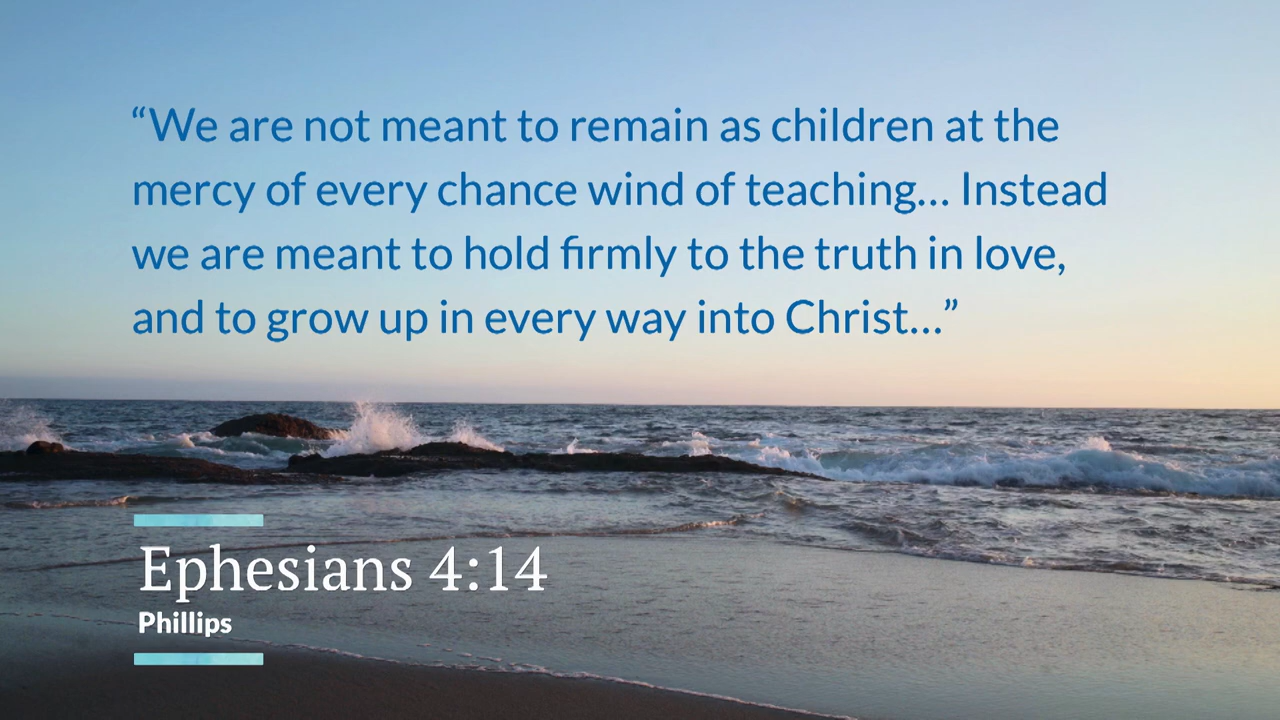 “We are not meant to remain as children at the
mercy of every chance wind of teaching... Instead
we are meant to hold firmly to the truth in love,
and to grow up in every way into Christ...”
Ephesians 4:14
Phillips